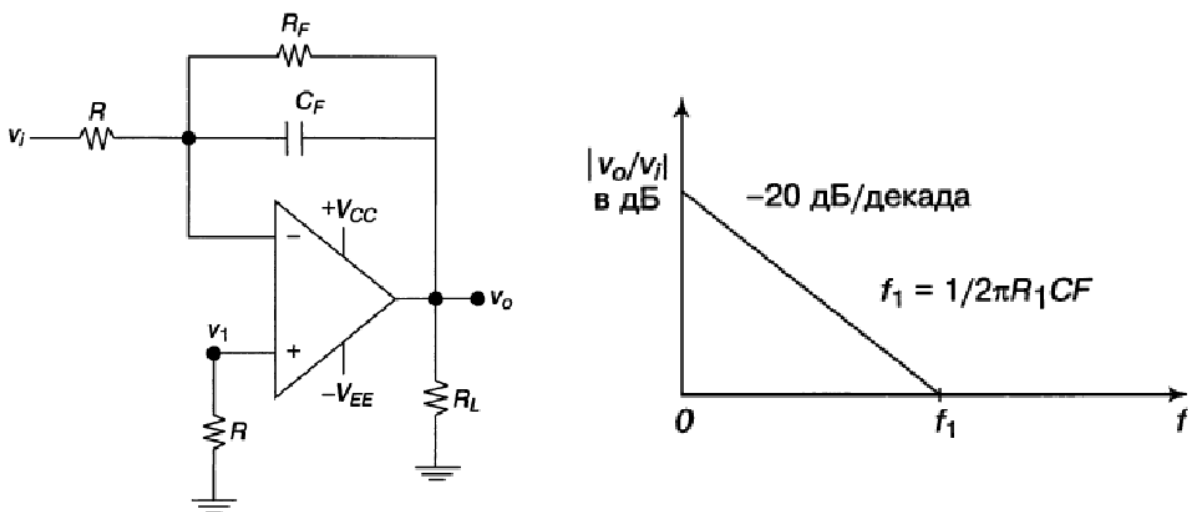 R_F
C_F
R
v_i
+V_CC
−
v_o
v_1
+
−V_EE
R_L
R
|v_o/v_i|
в дБ
−20 дБ/декада
f_1 = 1/2πR_1CF
0
f_1
f